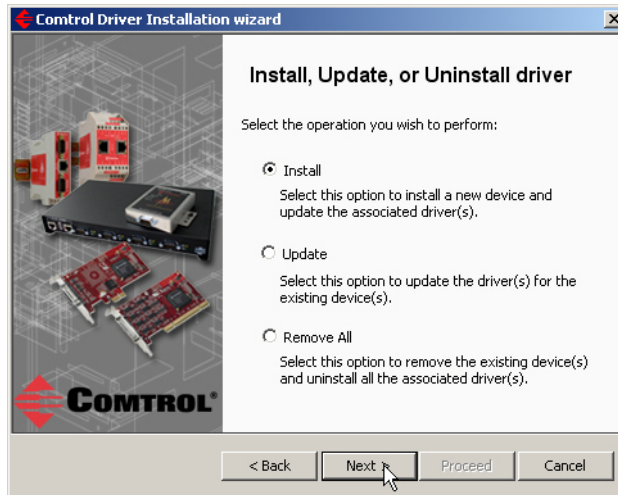 Comtrol Driver Installation wizard
Install, Update, or Uninstall driver
Select the operation you wish to perform:
Install
Select this option to install a new device and
update the associated driver(s).
Update
Select this option to update the driver(s) for the
existing device(s).
Remove All
Select this option to remove the existing device(s)
and uninstall all the associated driver(s).
COMTROL®
< Back
Next >
Proceed
Cancel